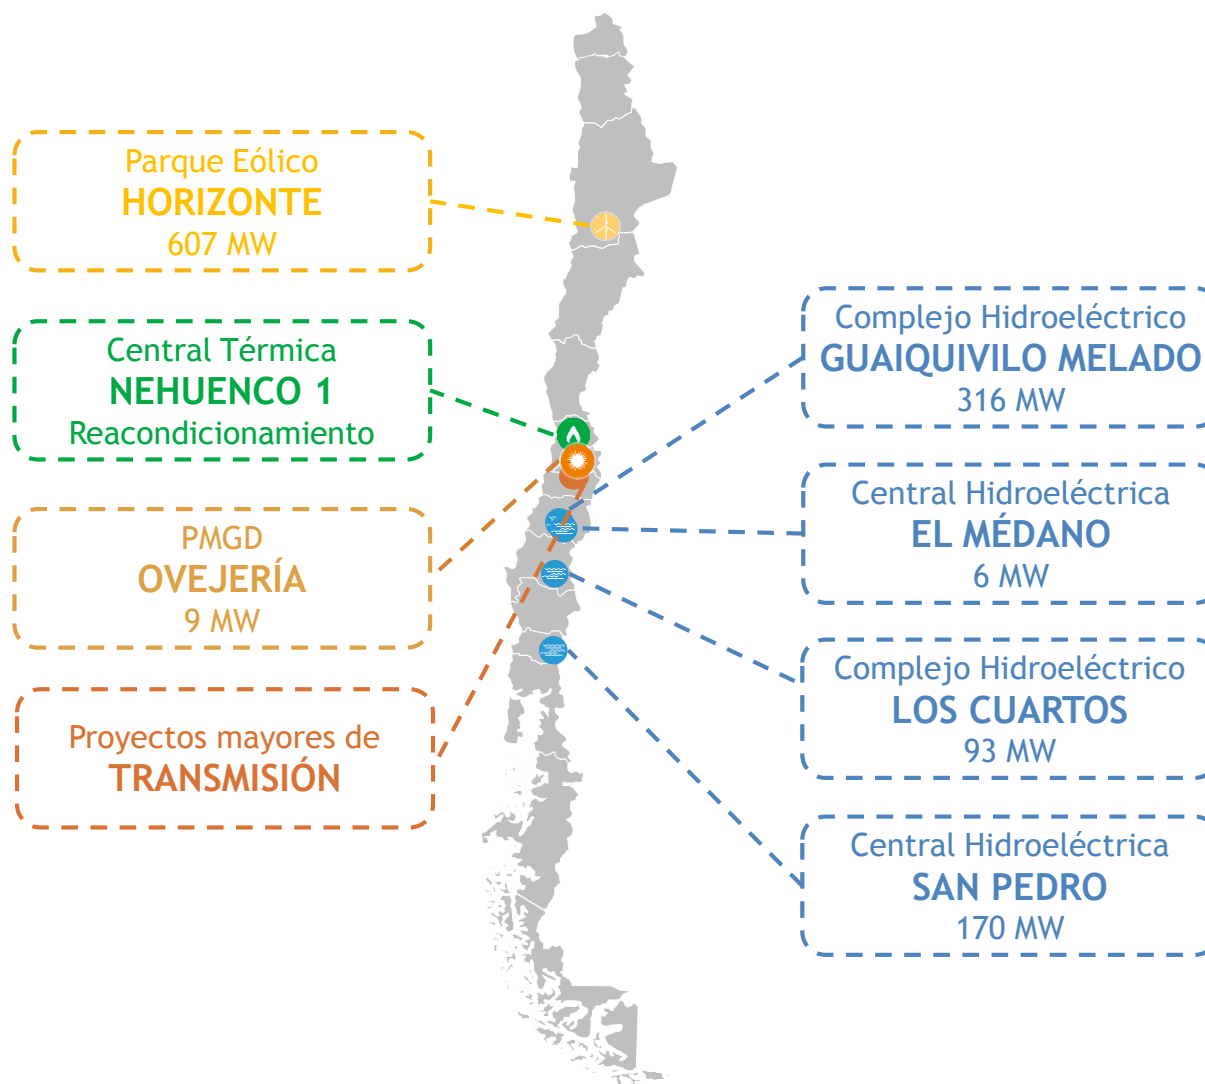 Parque Eólico
HORIZONTE
607 MW
Central Térmica
NEHUENCO 1
Reacondicionamiento
PMGD
OVEJERÍA
9 MW
Proyectos mayores de
TRANSMISIÓN
Complejo Hidroeléctrico
GUAIQUIVILO MELADO
316 MW
Central Hidroeléctrica
EL MÉDANO
6 MW
Complejo Hidroeléctrico
LOS CUARTOS
93 MW
Central Hidroeléctrica
SAN PEDRO
170 MW